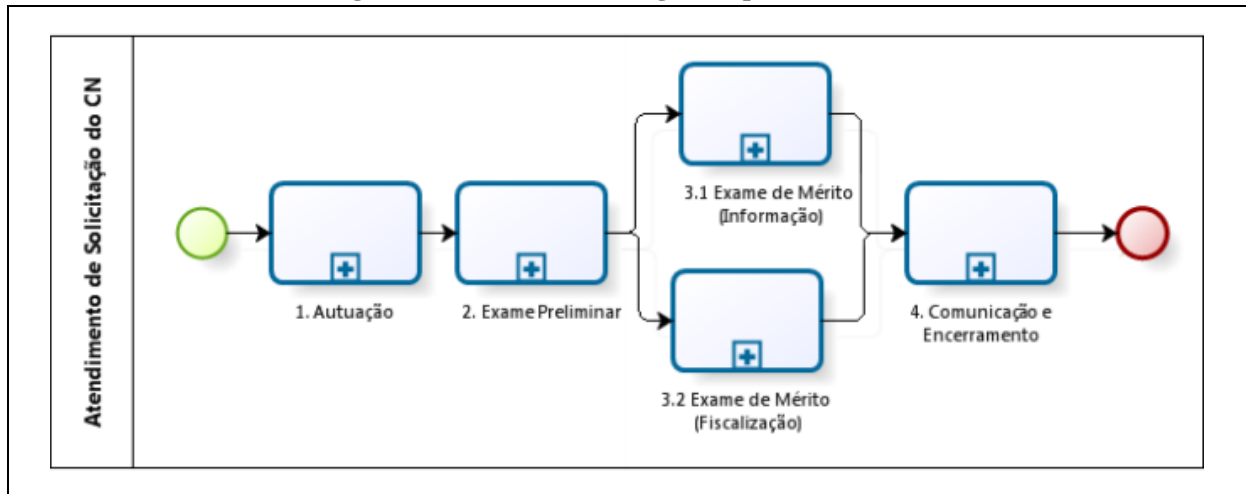 Atendimento de Solicitação do CN
1. Autuação
2. Exame Preliminar
3.1 Exame de Mérito
(Informação)
3.2 Exame de Mérito
(Fiscalização)
4. Comunicação e
Encerramento